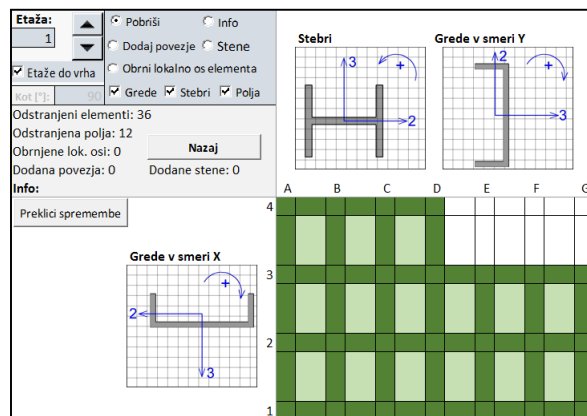 Etaža:
1
Pobriši
Info
Dodaj povezje
Stene
Etaže do vrha
Obrni lokalno os elementa
Kot [°]:
90
Grede
Stebri
Polja
Odstranjeni elementi: 36
Odstranjena polja: 12
Obrnjene lok. osi: 0
Nazaj
Dodana povezja: 0
Dodane stene: 0
Info:
Preklici spremembe
Stebri
3
+
2
Grede v smeri Y
2
+
3
Grede v smeri X
+
2
3
A B C D E F G
4
3
2
1